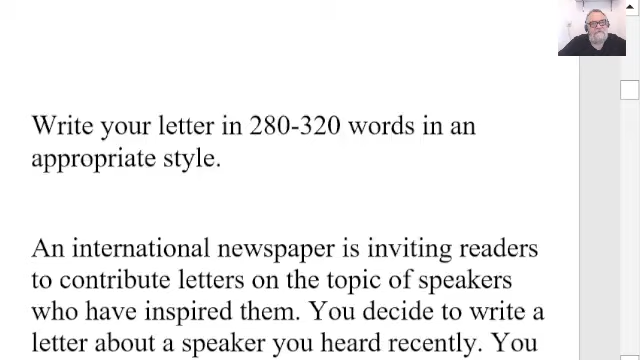 Write your letter in 280-320 words in an
appropriate style.
An international newspaper is inviting readers
to contribute letters on the topic of speakers
who have inspired them. You decide to write a
letter about a speaker you heard recently. You